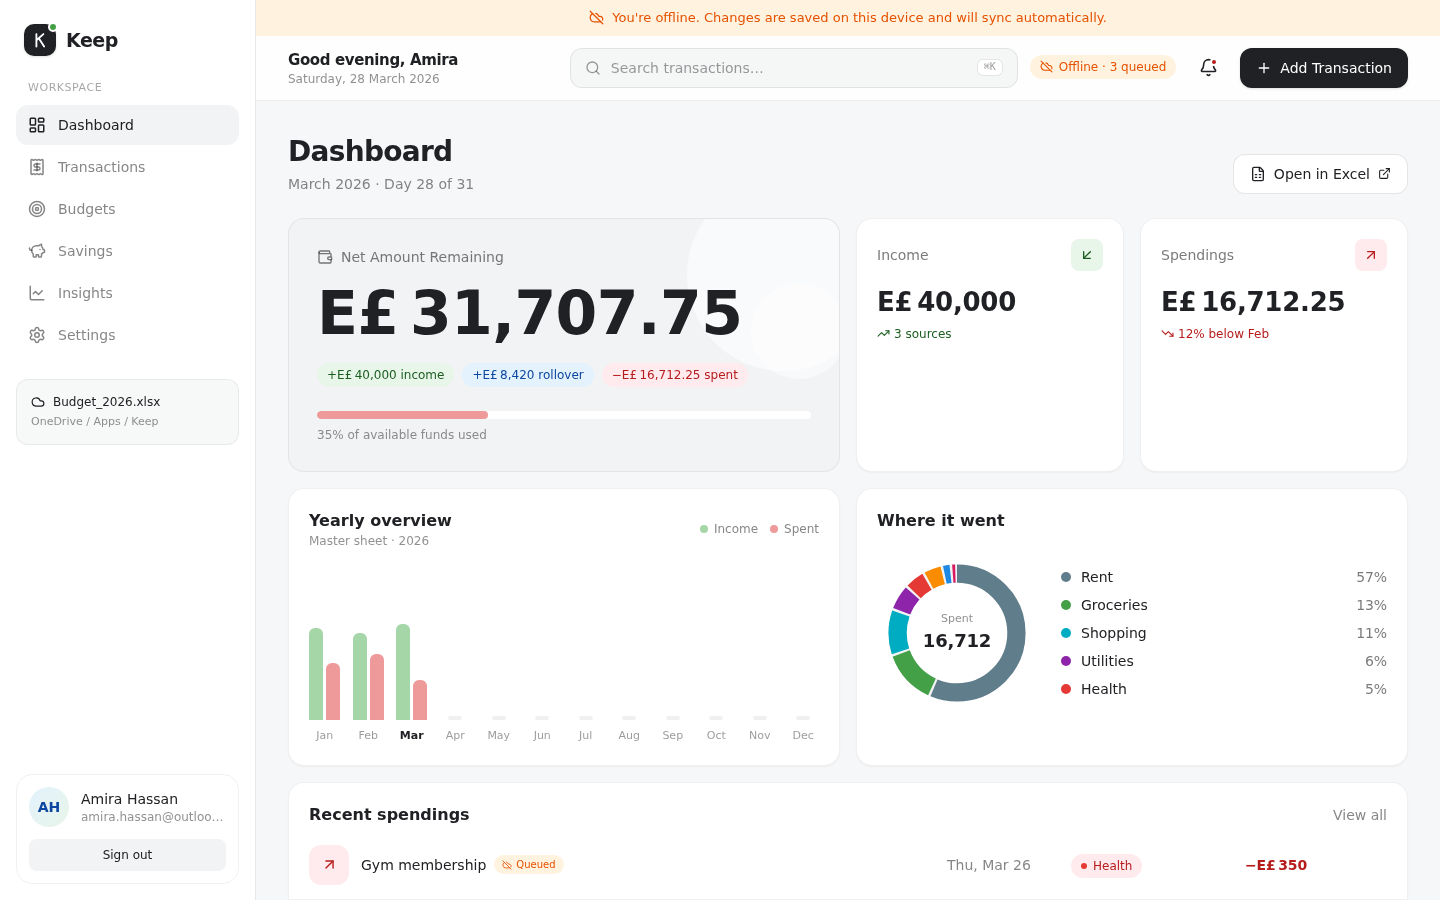 Keep
WORKSPACE
Dashboard
Transactions
Budgets
Savings
Insights
Settings
Budget_2026.xlsx
OneDrive / Apps / Keep
AH
Amira Hassan
amira.hassan@outloo...
Sign out
You're offline. Changes are saved on this device and will sync automatically.
Good evening, Amira
Saturday, 28 March 2026
Search transactions...
⌘K
Offline · 3 queued
Add Transaction
Dashboard
March 2026 · Day 28 of 31
Open in Excel
Net Amount Remaining
E£ 31,707.75
+E£ 40,000 income
+E£ 8,420 rollover
−E£ 16,712.25 spent
35% of available funds used
Income
E£ 40,000
3 sources
Spendings
E£ 16,712.25
12% below Feb
Yearly overview
Master sheet · 2026
Income
Spent
Jan
Feb
Mar
Apr
May
Jun
Jul
Aug
Sep
Oct
Nov
Dec
Where it went
Spent
16,712
Rent 57%
Groceries 13%
Shopping 11%
Utilities 6%
Health 5%
Recent spendings
View all
Gym membership
Queued
Thu, Mar 26
Health
−E£ 350